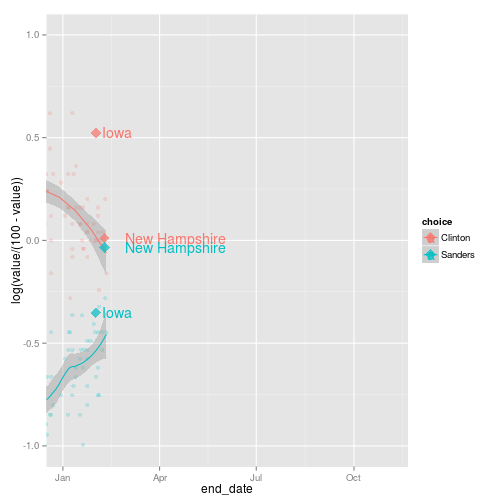 1.0
0.5
0.0
-0.5
-1.0
log(value/(100 - value))
Iowa
New Hampshire
New Hampshire
Iowa
Jan
Apr
Jul
Oct
end_date
choice
Clinton
Sanders